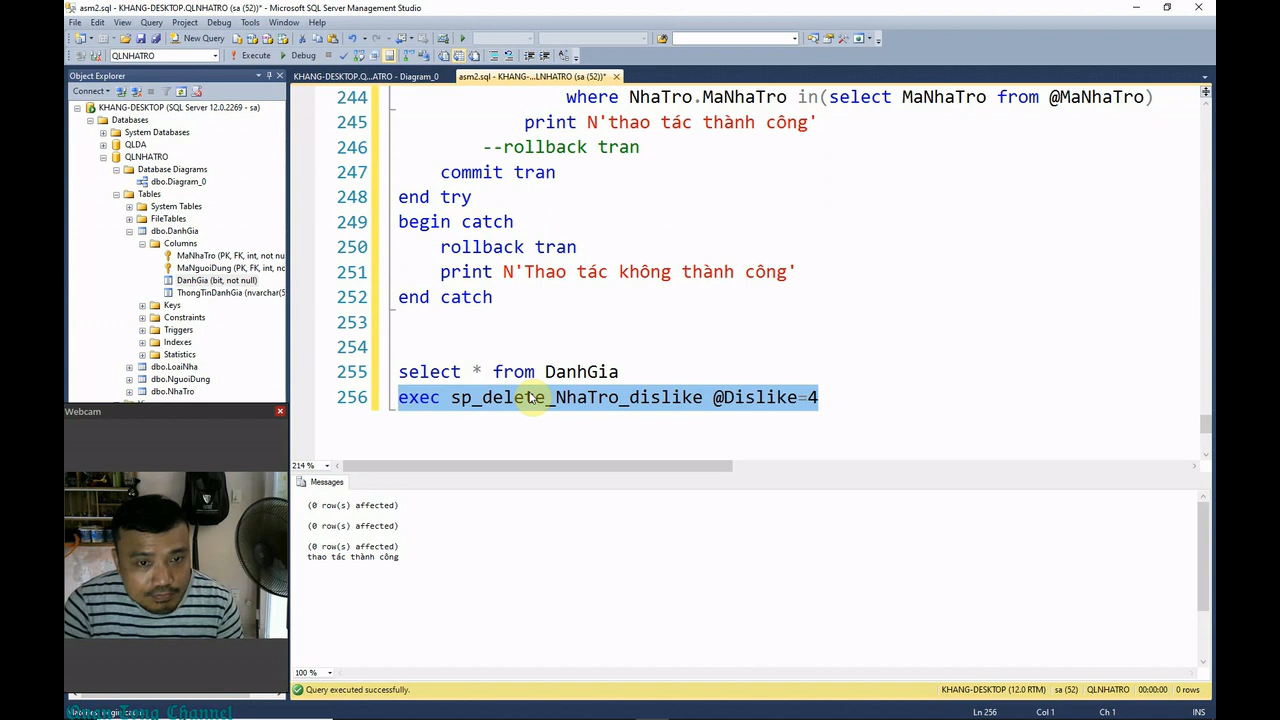 asm2.sql - KHANG-DESKTOP.QLNHATRO (sa (52))* - Microsoft SQL Server Management Studio
File Edit View Query Project Debug Tools Window Help
New Query
QLNHATRO Execute Debug
Object Explorer
KHANG-DESKTOP.Q...ATRO - Diagram_0 asm2.sql - KHANG-...LNHATRO (sa (52))*
Connect
KHANG-DESKTOP (SQL Server 12.0.2269 - sa)
Databases
System Databases
QLDA
QLNHATRO
Database Diagrams
dbo.Diagram_0
Tables
System Tables
FileTables
dbo.DanhGia
Columns
MaNhaTro (PK, FK, int, not nu
MaNguoiDung (PK, FK, int, no
DanhGia (bit, not null)
ThongTinDanhGia (nvarchar(5
Keys
Constraints
Triggers
Indexes
Statistics
dbo.LoaiNha
dbo.NguoiDung
dbo.NhaTro
244 where NhaTro.MaNhaTro in(select MaNhaTro from @MaNhaTro)
245 print N'thao tác thành công'
246 --rollback tran
247 commit tran
248 end try
249 begin catch
250 rollback tran
251 print N'Thao tác không thành công'
252 end catch
253
254
255 select * from DanhGia
256 exec sp_delete_NhaTro_dislike @Dislike=4
214 %
Webcam
Messages
(0 row(s) affected)
(0 row(s) affected)
(0 row(s) affected)
thao tác thành công
100 %
Query executed successfully. KHANG-DESKTOP (12.0 RTM) sa (52) QLNHATRO 00:00:00 0 rows
Ln 256 Col 1 Ch 1 INS
Channel